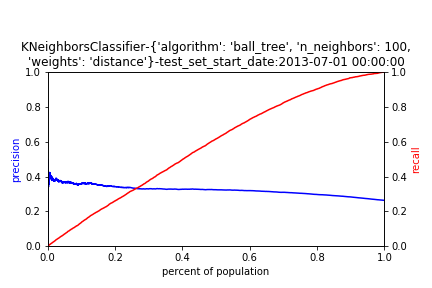 KNeighborsClassifier-{'algorithm': 'ball_tree', 'n_neighbors': 100,
'weights': 'distance'}-test_set_start_date:2013-07-01 00:00:00
1.0 1.0
0.8 0.8
0.6 0.6
precision recall
0.4 0.4
0.2 0.2
0.0 0.0
0.0 0.2 0.4 0.6 0.8 1.0
percent of population